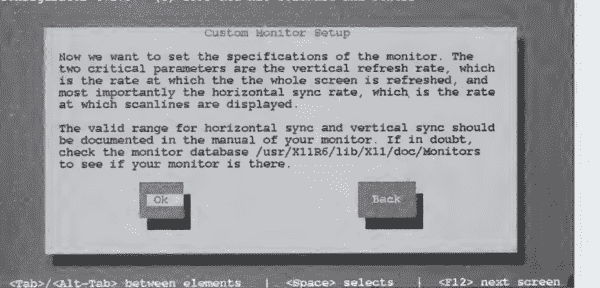 Custom Monitor Setup
Now we want to set the specifications of the monitor. The
two critical parameters are the vertical refresh rate, which
is the rate at which the the whole screen is refreshed, and
most importantly the horizontal sync rate, which is the rate
at which scanlines are displayed.
The valid range for horizontal sync and vertical sync should
be documented in the manual of your monitor. If in doubt,
check the monitor database /usr/X11R6/lib/X11/doc/Monitors
to see if your monitor is there.
Ok
Back
<Tab>/<Alt-Tab> between elements | <Space> selects | <F12> next screen